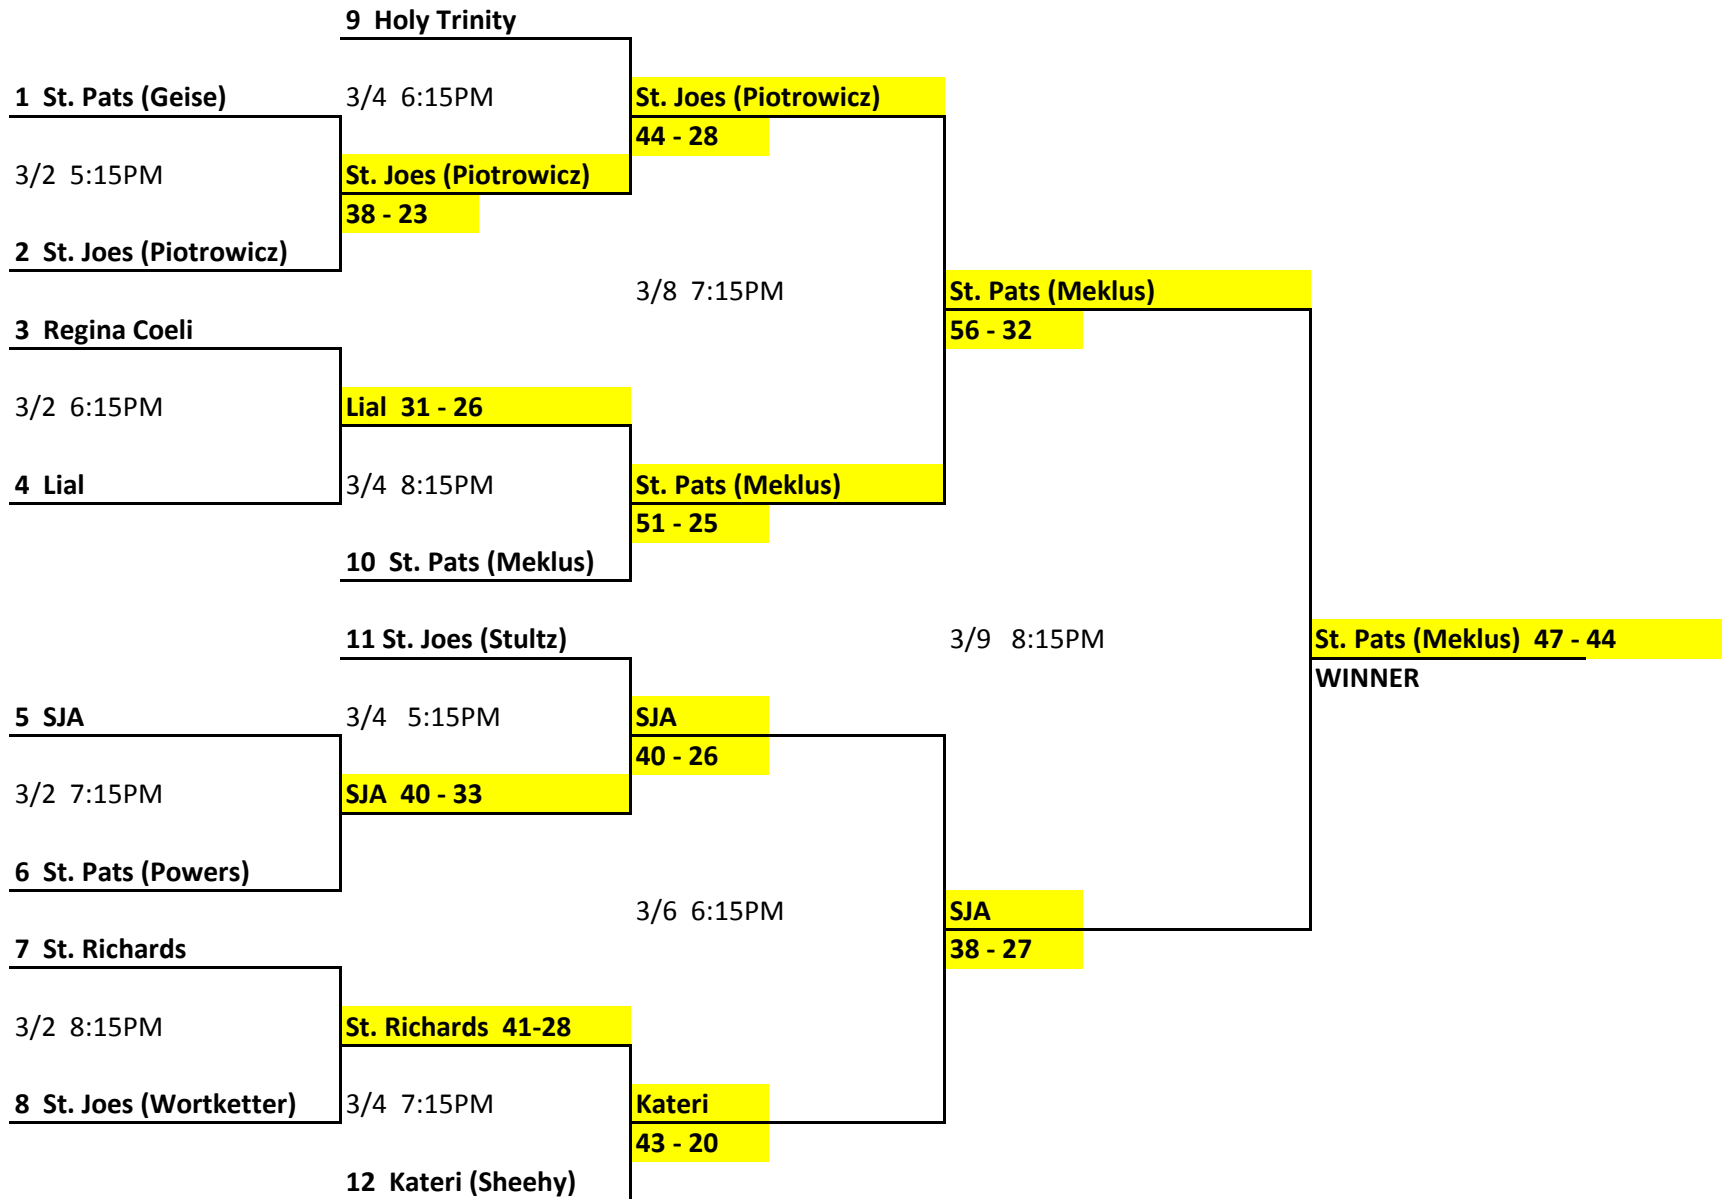 9  Holy Trinity
1  St. Pats (Geise)
3/4  6:15PM
St. Joes (Piotrowicz)
44 - 28
3/2  5:15PM
St. Joes (Piotrowicz)
38 - 23
2  St. Joes (Piotrowicz)
3/8  7:15PM
St. Pats (Meklus)
56 - 32
3  Regina Coeli
3/2  6:15PM
Lial  31 - 26
4  Lial
3/4  8:15PM
St. Pats (Meklus)
51 - 25
10  St. Pats (Meklus)
11 St. Joes (Stultz)
3/9   8:15PM
St. Pats (Meklus)  47 - 44
WINNER
5  SJA
3/4   5:15PM
SJA
40 - 26
3/2  7:15PM
SJA  40 - 33
6  St. Pats (Powers)
3/6  6:15PM
SJA
38 - 27
7  St. Richards
3/2  8:15PM
St. Richards  41-28
8  St. Joes (Wortketter)
3/4  7:15PM
Kateri
43 - 20
12  Kateri (Sheehy)